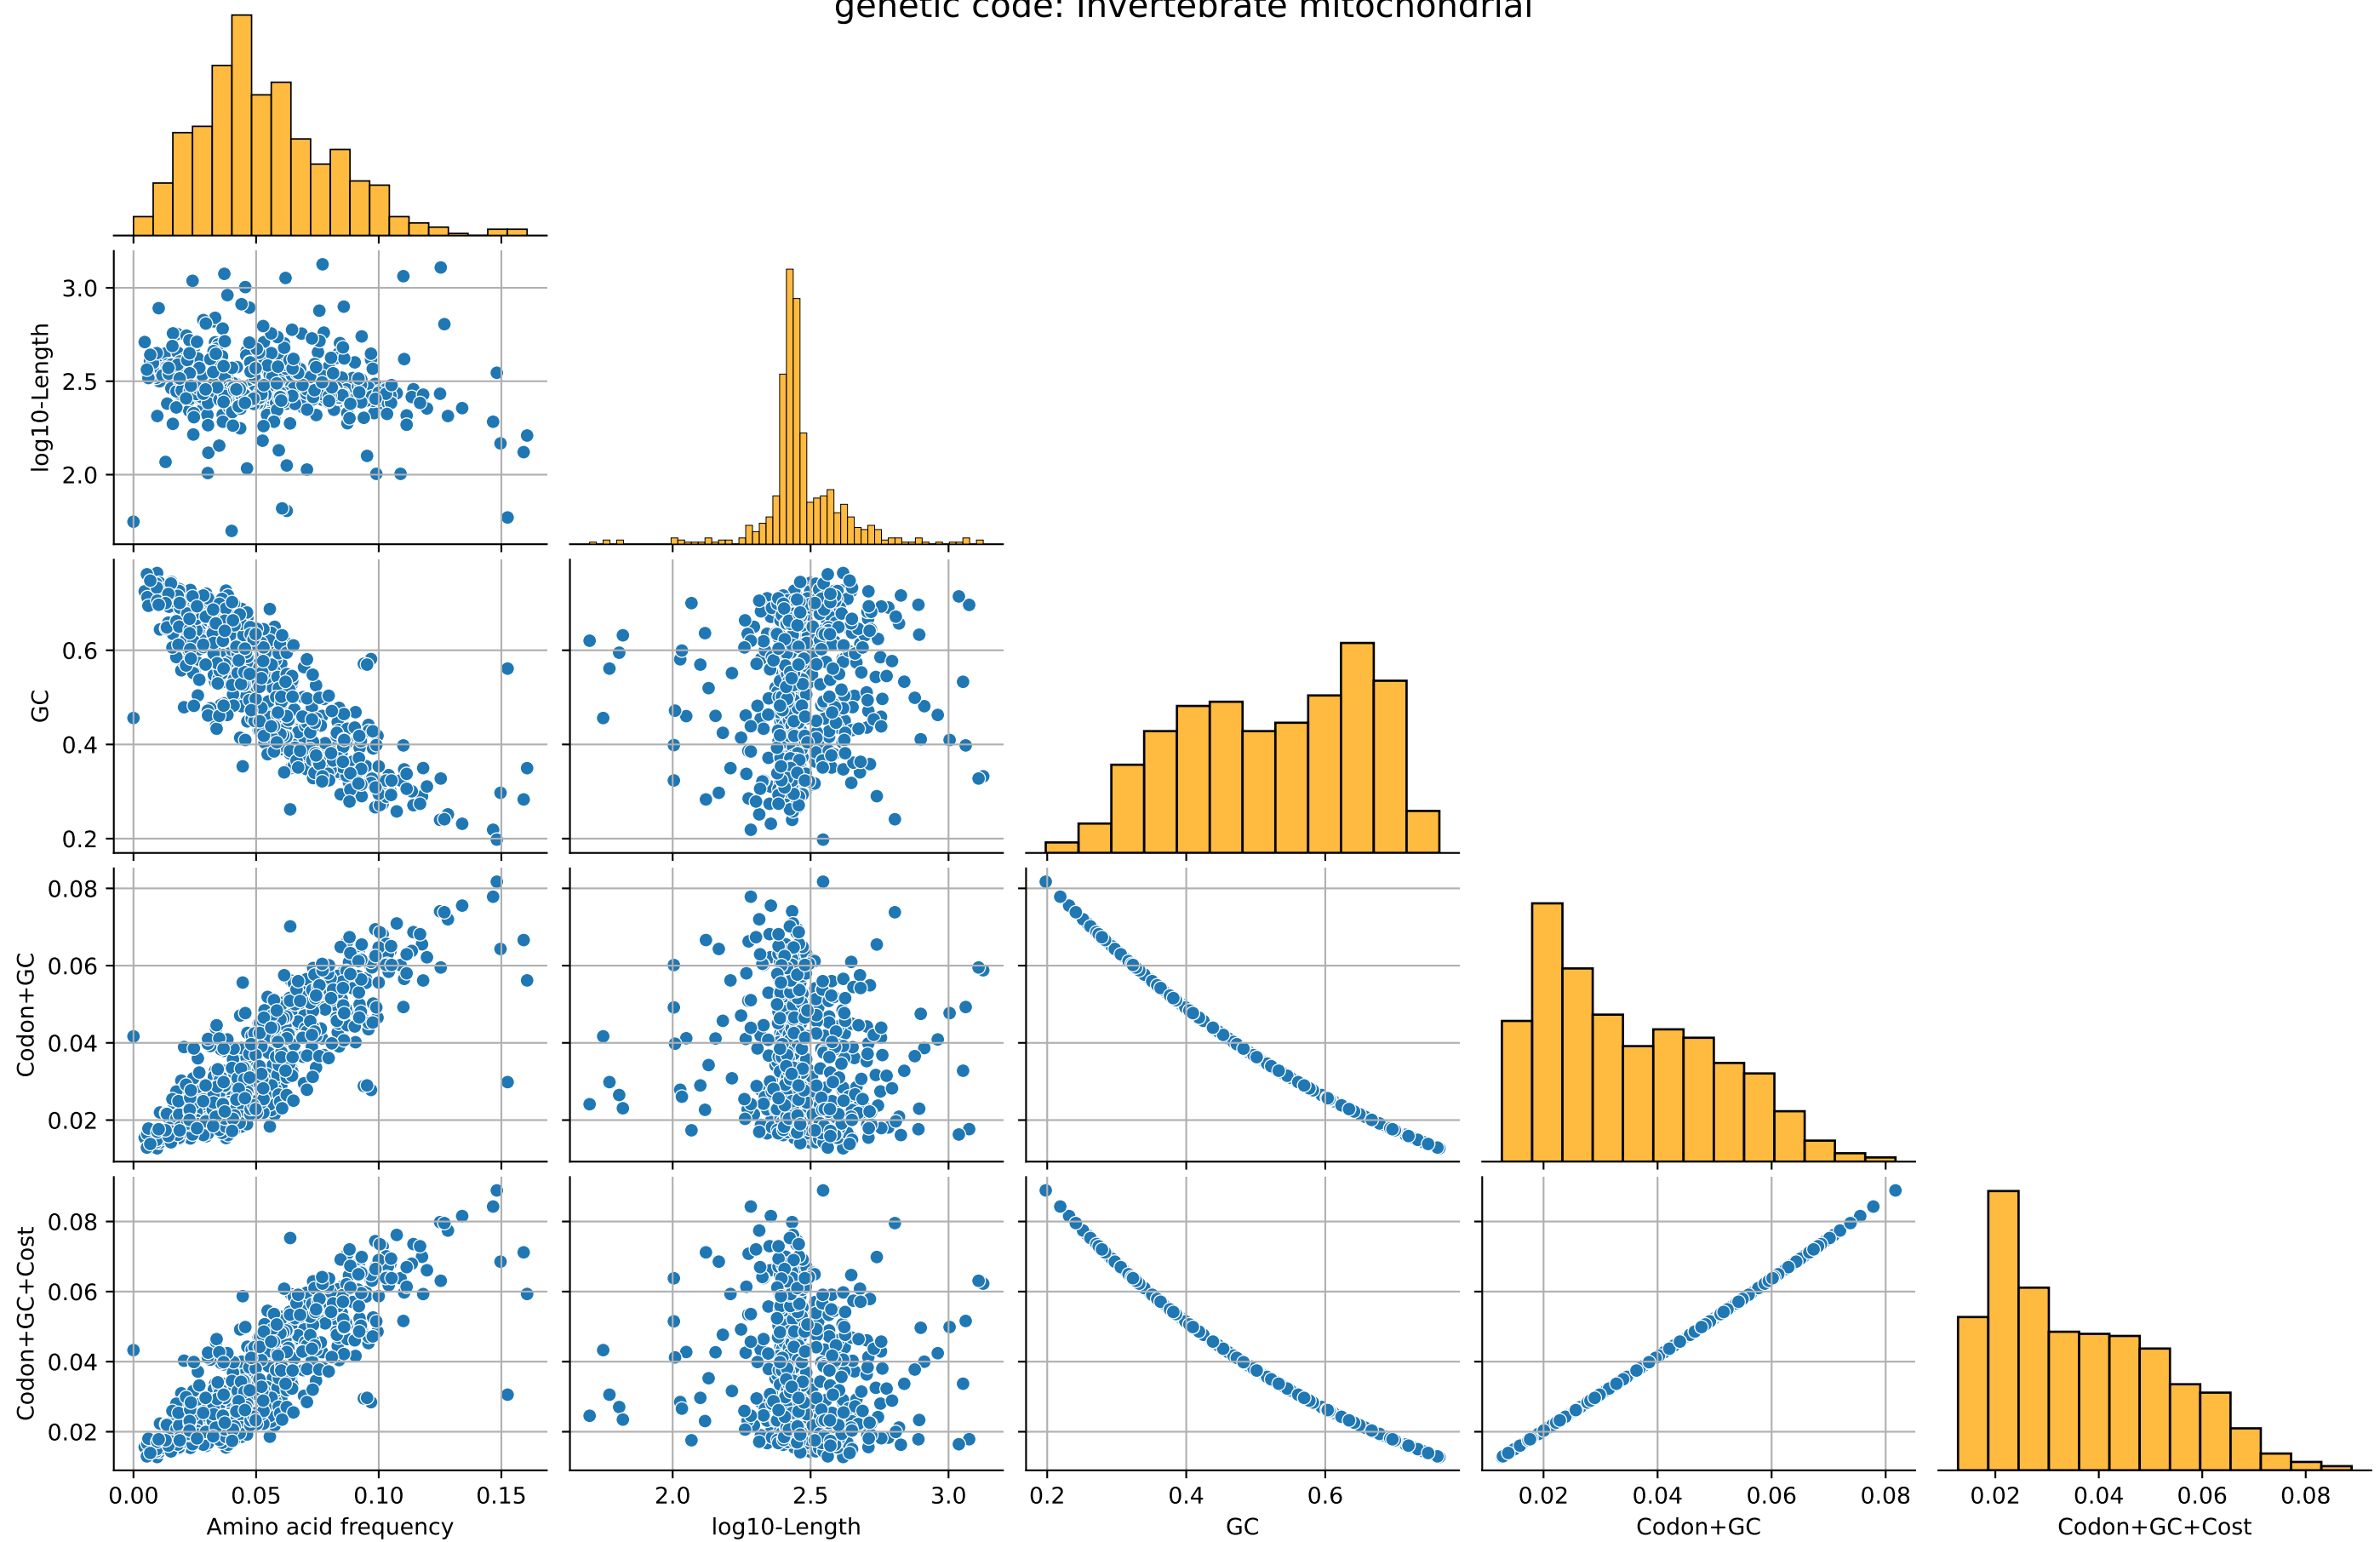 genetic code: invertebrate mitochondrial
3.0
2.5
2.0
log10-Length
0.6
0.4
0.2
GC
0.08
0.06
0.04
0.02
Codon+GC
0.08
0.06
0.04
0.02
Codon+GC+Cost
0.00 0.05 0.10 0.15 2.0 2.5 3.0 0.2 0.4 0.6 0.02 0.04 0.06 0.08 0.02 0.04 0.06 0.08
Amino acid frequency log10-Length GC Codon+GC Codon+GC+Cost